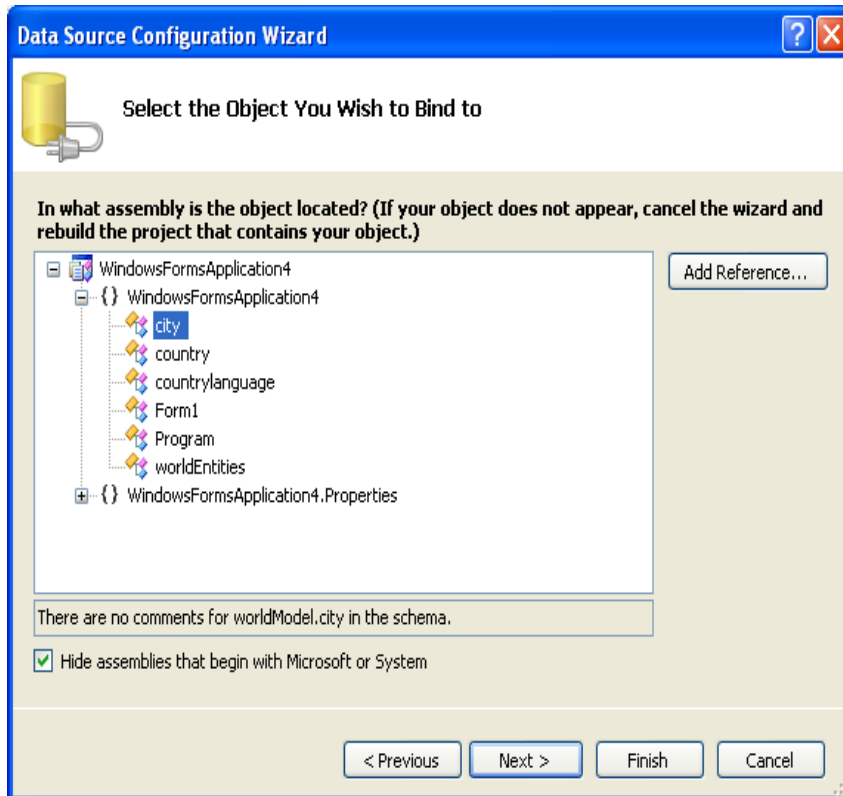 Data Source Configuration Wizard
Select the Object You Wish to Bind to
In what assembly is the object located? (If your object does not appear, cancel the wizard and
rebuild the project that contains your object.)
WindowsFormsApplication4
Add Reference...
{} WindowsFormsApplication4
city
country
countrylanguage
Form1
Program
worldEntities
{} WindowsFormsApplication4.Properties
There are no comments for worldModel.city in the schema.
Hide assemblies that begin with Microsoft or System
< Previous
Next >
Finish
Cancel